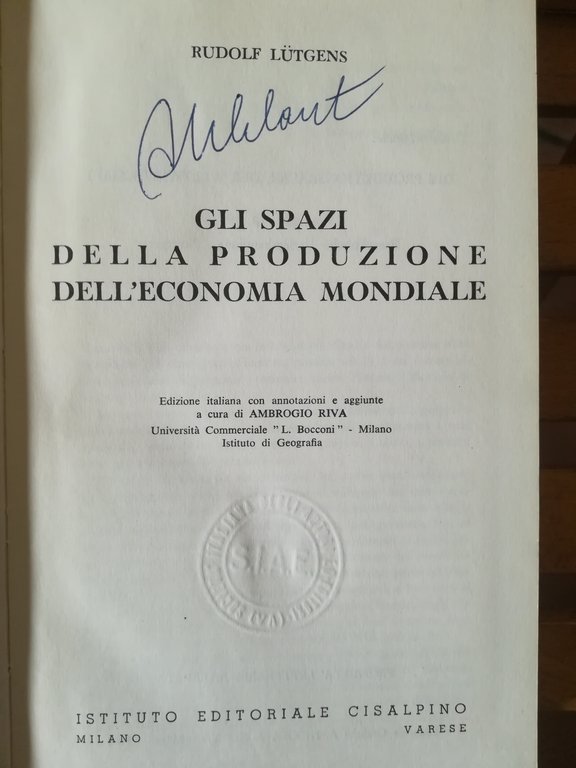 RUDOLF LÜTGENS
GLI SPAZI
DELLA PRODUZIONE
DELL'ECONOMIA MONDIALE
Edizione italiana con annotazioni e aggiunte
a cura di AMBROGIO RIVA
Università Commerciale "L. Bocconi" - Milano
Istituto di Geografia
S.I.A.E.
ISTITUTO EDITORIALE CISALPINO
MILANO VARESE